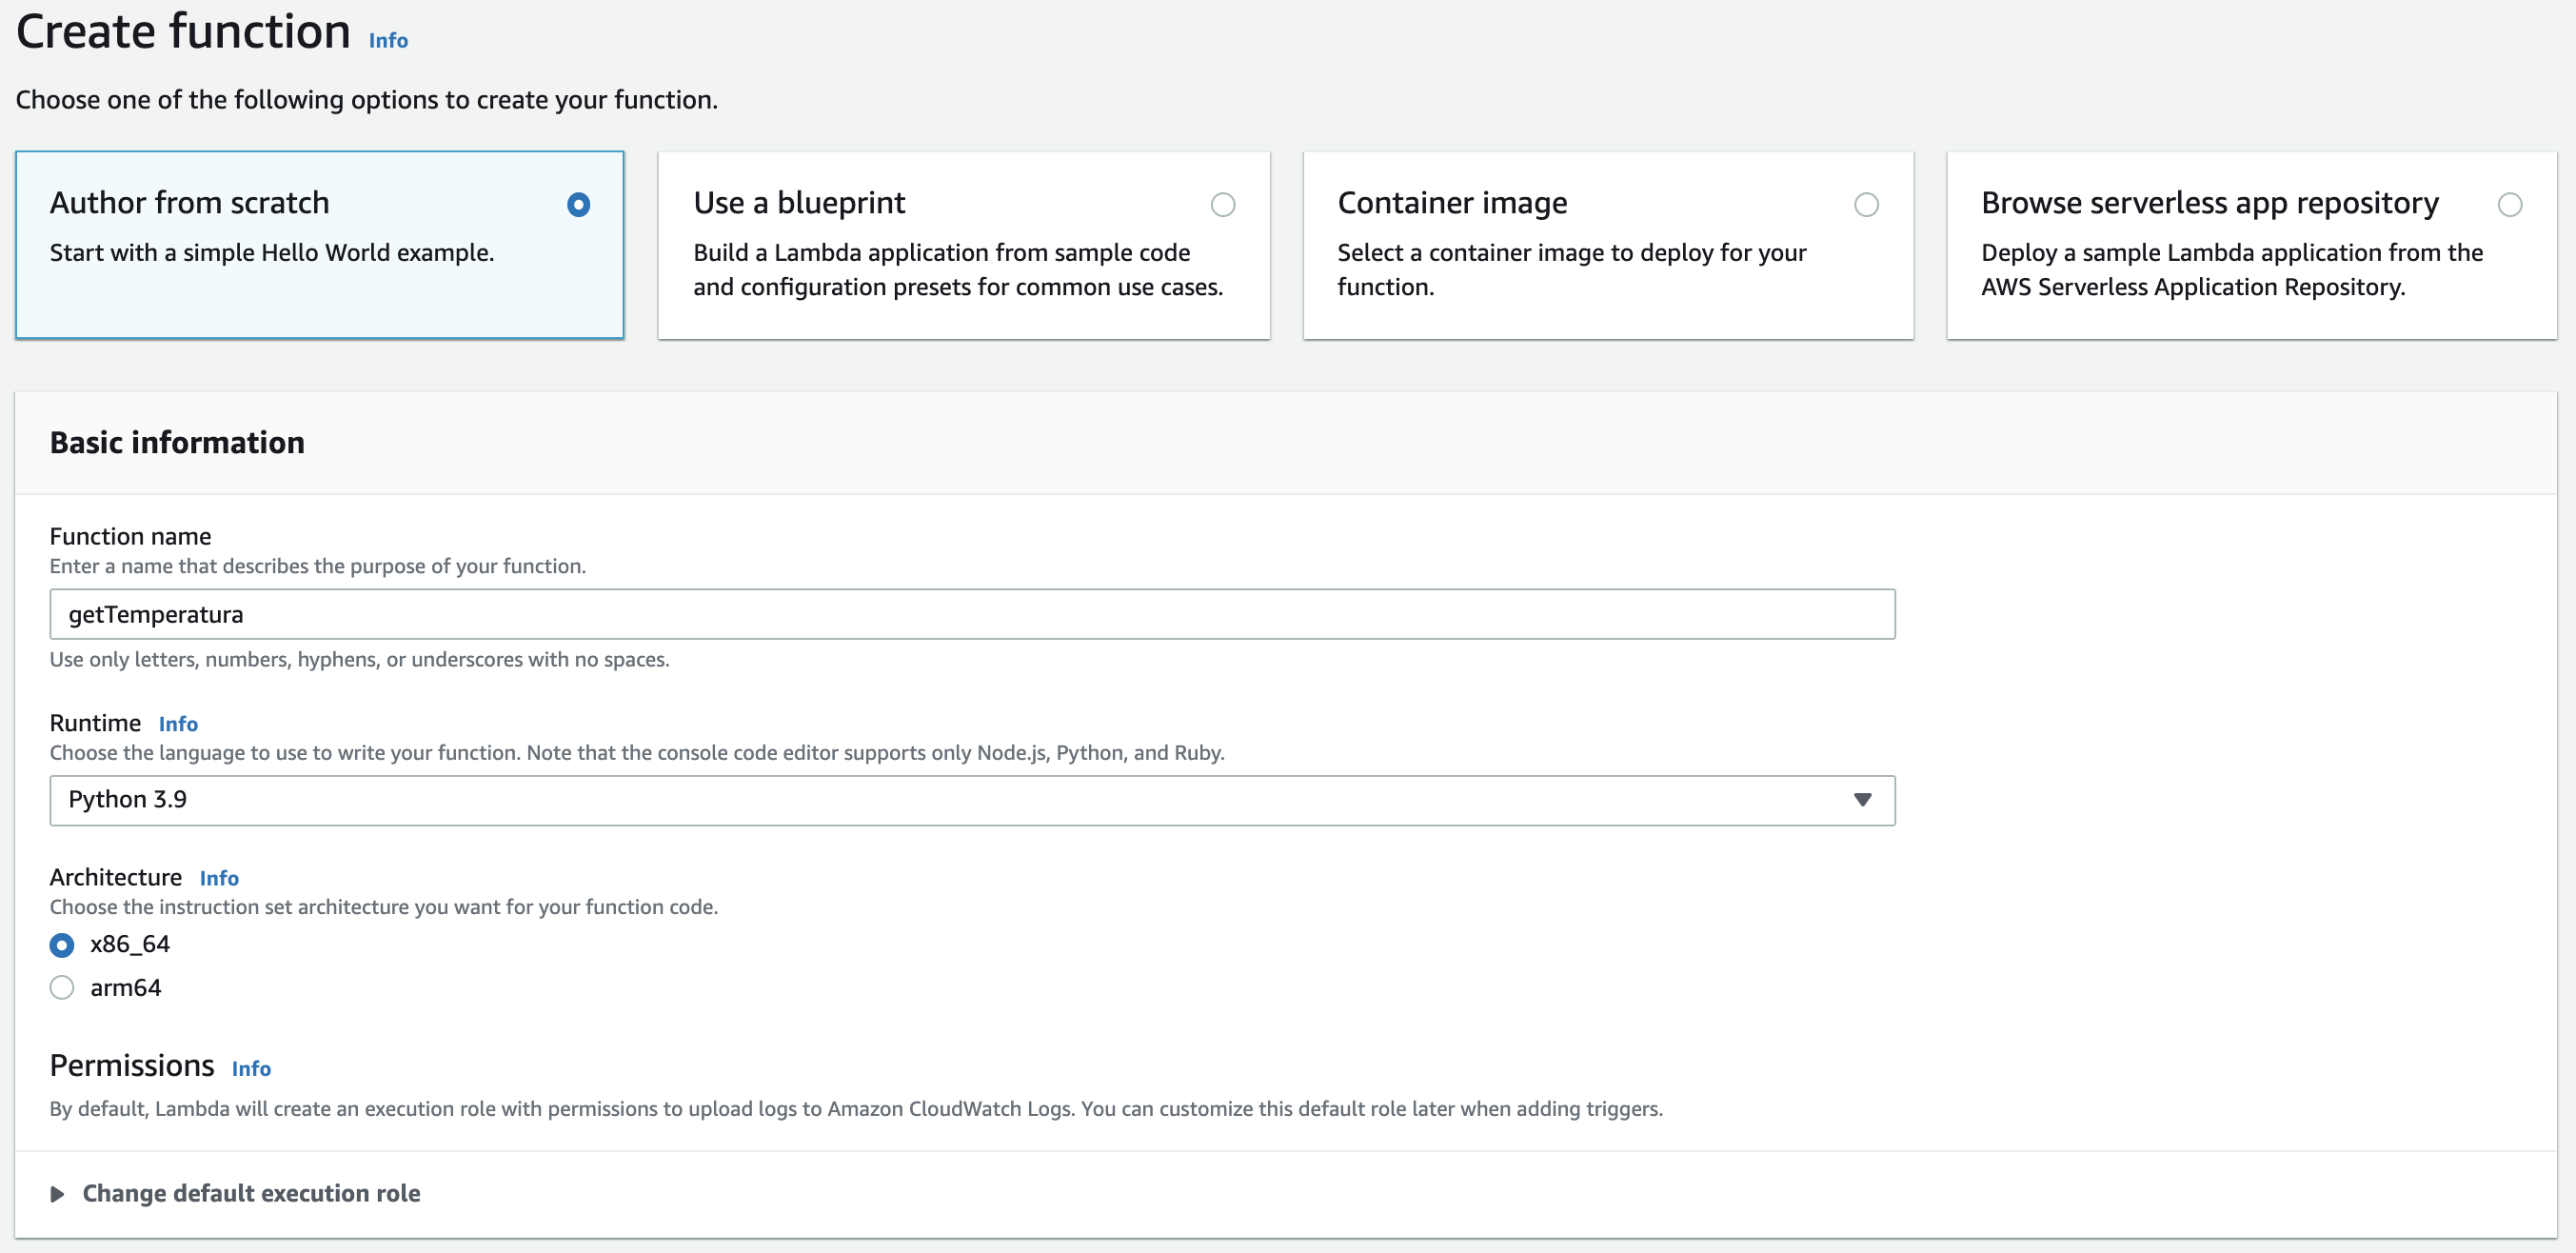 Create function Info
Choose one of the following options to create your function.
Author from scratch
Start with a simple Hello World example.
Use a blueprint
Build a Lambda application from sample code
and configuration presets for common use cases.
Container image
Select a container image to deploy for your
function.
Browse serverless app repository
Deploy a sample Lambda application from the
AWS Serverless Application Repository.
Basic information
Function name
Enter a name that describes the purpose of your function.
getTemperatura
Use only letters, numbers, hyphens, or underscores with no spaces.
Runtime Info
Choose the language to use to write your function. Note that the console code editor supports only Node.js, Python, and Ruby.
Python 3.9
Architecture Info
Choose the instruction set architecture you want for your function code.
x86_64
arm64
Permissions Info
By default, Lambda will create an execution role with permissions to upload logs to Amazon CloudWatch Logs. You can customize this default role later when adding triggers.
Change default execution role